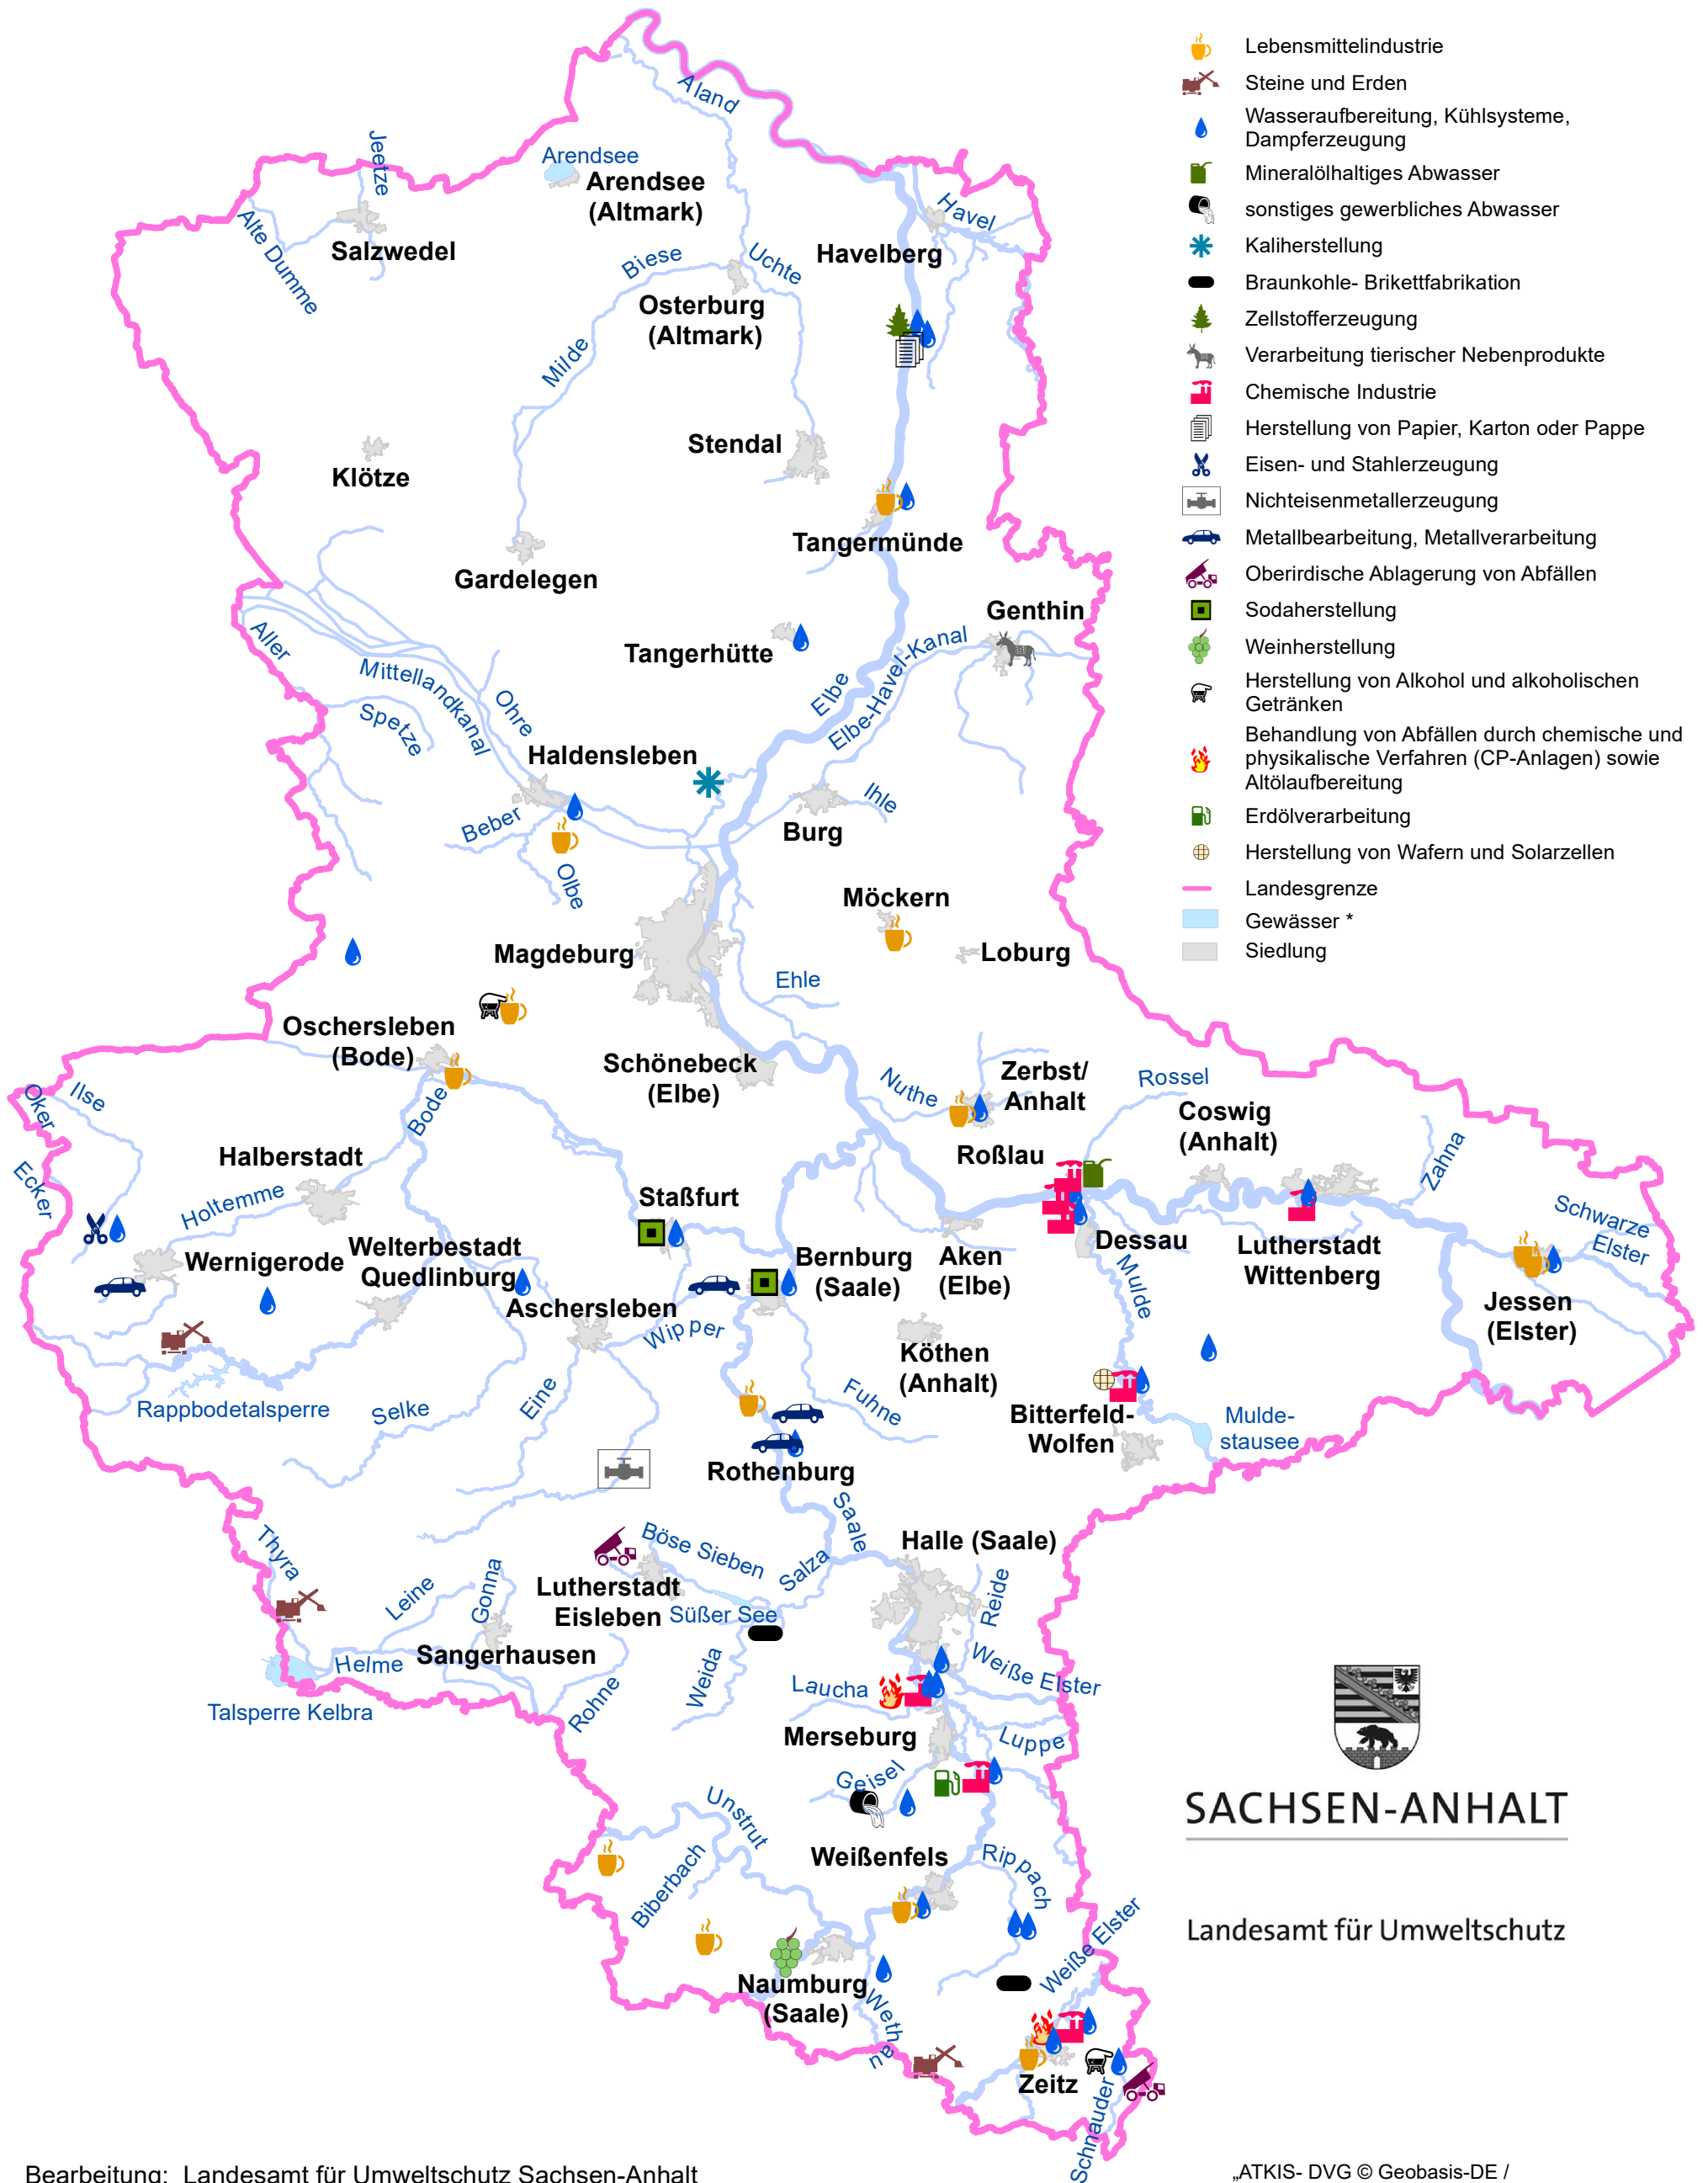 Lebensmittelindustrie
Steine und Erden
Wasseraufbereitung, Kühlsysteme,
Dampferzeugung
Mineralölhaltiges Abwasser
sonstiges gewerbliches Abwasser
Kaliherstellung
Braunkohle- Brikettfabrikation
Zellstofferzeugung
Verarbeitung tierischer Nebenprodukte
Chemische Industrie
Herstellung von Papier, Karton oder Pappe
Eisen- und Stahlerzeugung
Nichteisenmetallerzeugung
Metallbearbeitung, Metallverarbeitung
Oberirdische Ablagerung von Abfällen
Sodaherstellung
Weinherstellung
Herstellung von Alkohol und alkoholischen
Getränken
Behandlung von Abfällen durch chemische und
physikalische Verfahren (CP-Anlagen) sowie
Altölaufbereitung
Erdölverarbeitung
Herstellung von Wafern und Solarzellen
Landesgrenze
Gewässer *
Siedlung
Aland
Jeetze
Arendsee
Arendsee
(Altmark)
Alte Dumme
Salzwedel
Havel
Havelberg
Biese
Uchte
Osterburg
(Altmark)
Milde
Stendal
Klötze
Tangermünde
Gardelegen
Genthin
Aller
Tangerhütte
Mittellandkanal
Ohre
Elbe
Elbe-Havel-Kanal
Spetze
Haldensleben
Ihle
Beber
Burg
Olbe
Möckern
Magdeburg
Loburg
Ehle
Oschersleben
(Bode)
Schönebeck
(Elbe)
Nuthe
Zerbst/
Anhalt
Rossel
Coswig
(Anhalt)
Oker
Ilse
Bode
Halberstadt
Roßlau
Zahna
Ecker
Holtemme
Staßfurt
Schwarze
Elster
Wernigerode
Welterbestadt
Quedlinburg
Bernburg
(Saale)
Aken
(Elbe)
Dessau
Lutherstadt
Wittenberg
Mulde
Aschersleben
Wipper
Jessen
(Elster)
Köthen
(Anhalt)
Rappbodetalsperre
Selke
Eine
Fuhne
Bitterfeld-
Wolfen
Mulde-
stausee
Rothenburg
Saale
Thyra
Böse Sieben
Salza
Halle (Saale)
Leine
Gonna
Lutherstadt
Eisleben
Süßer See
Reide
Helme
Sangerhausen
Weida
Weiße Elster
Talsperre Kelbra
Rohne
Laucha
Merseburg
Luppe
Geisel
Unstrut
Weißenfels
Rippach
Biberbach
Weiße Elster
Naumburg
(Saale)
Wethau
Zeitz
Schnauder
SACHSEN-ANHALT
Landesamt für Umweltschutz
Bearbeitung: Landesamt für Umweltschutz Sachsen-Anhalt
„ATKIS- DVG © Geobasis-DE /